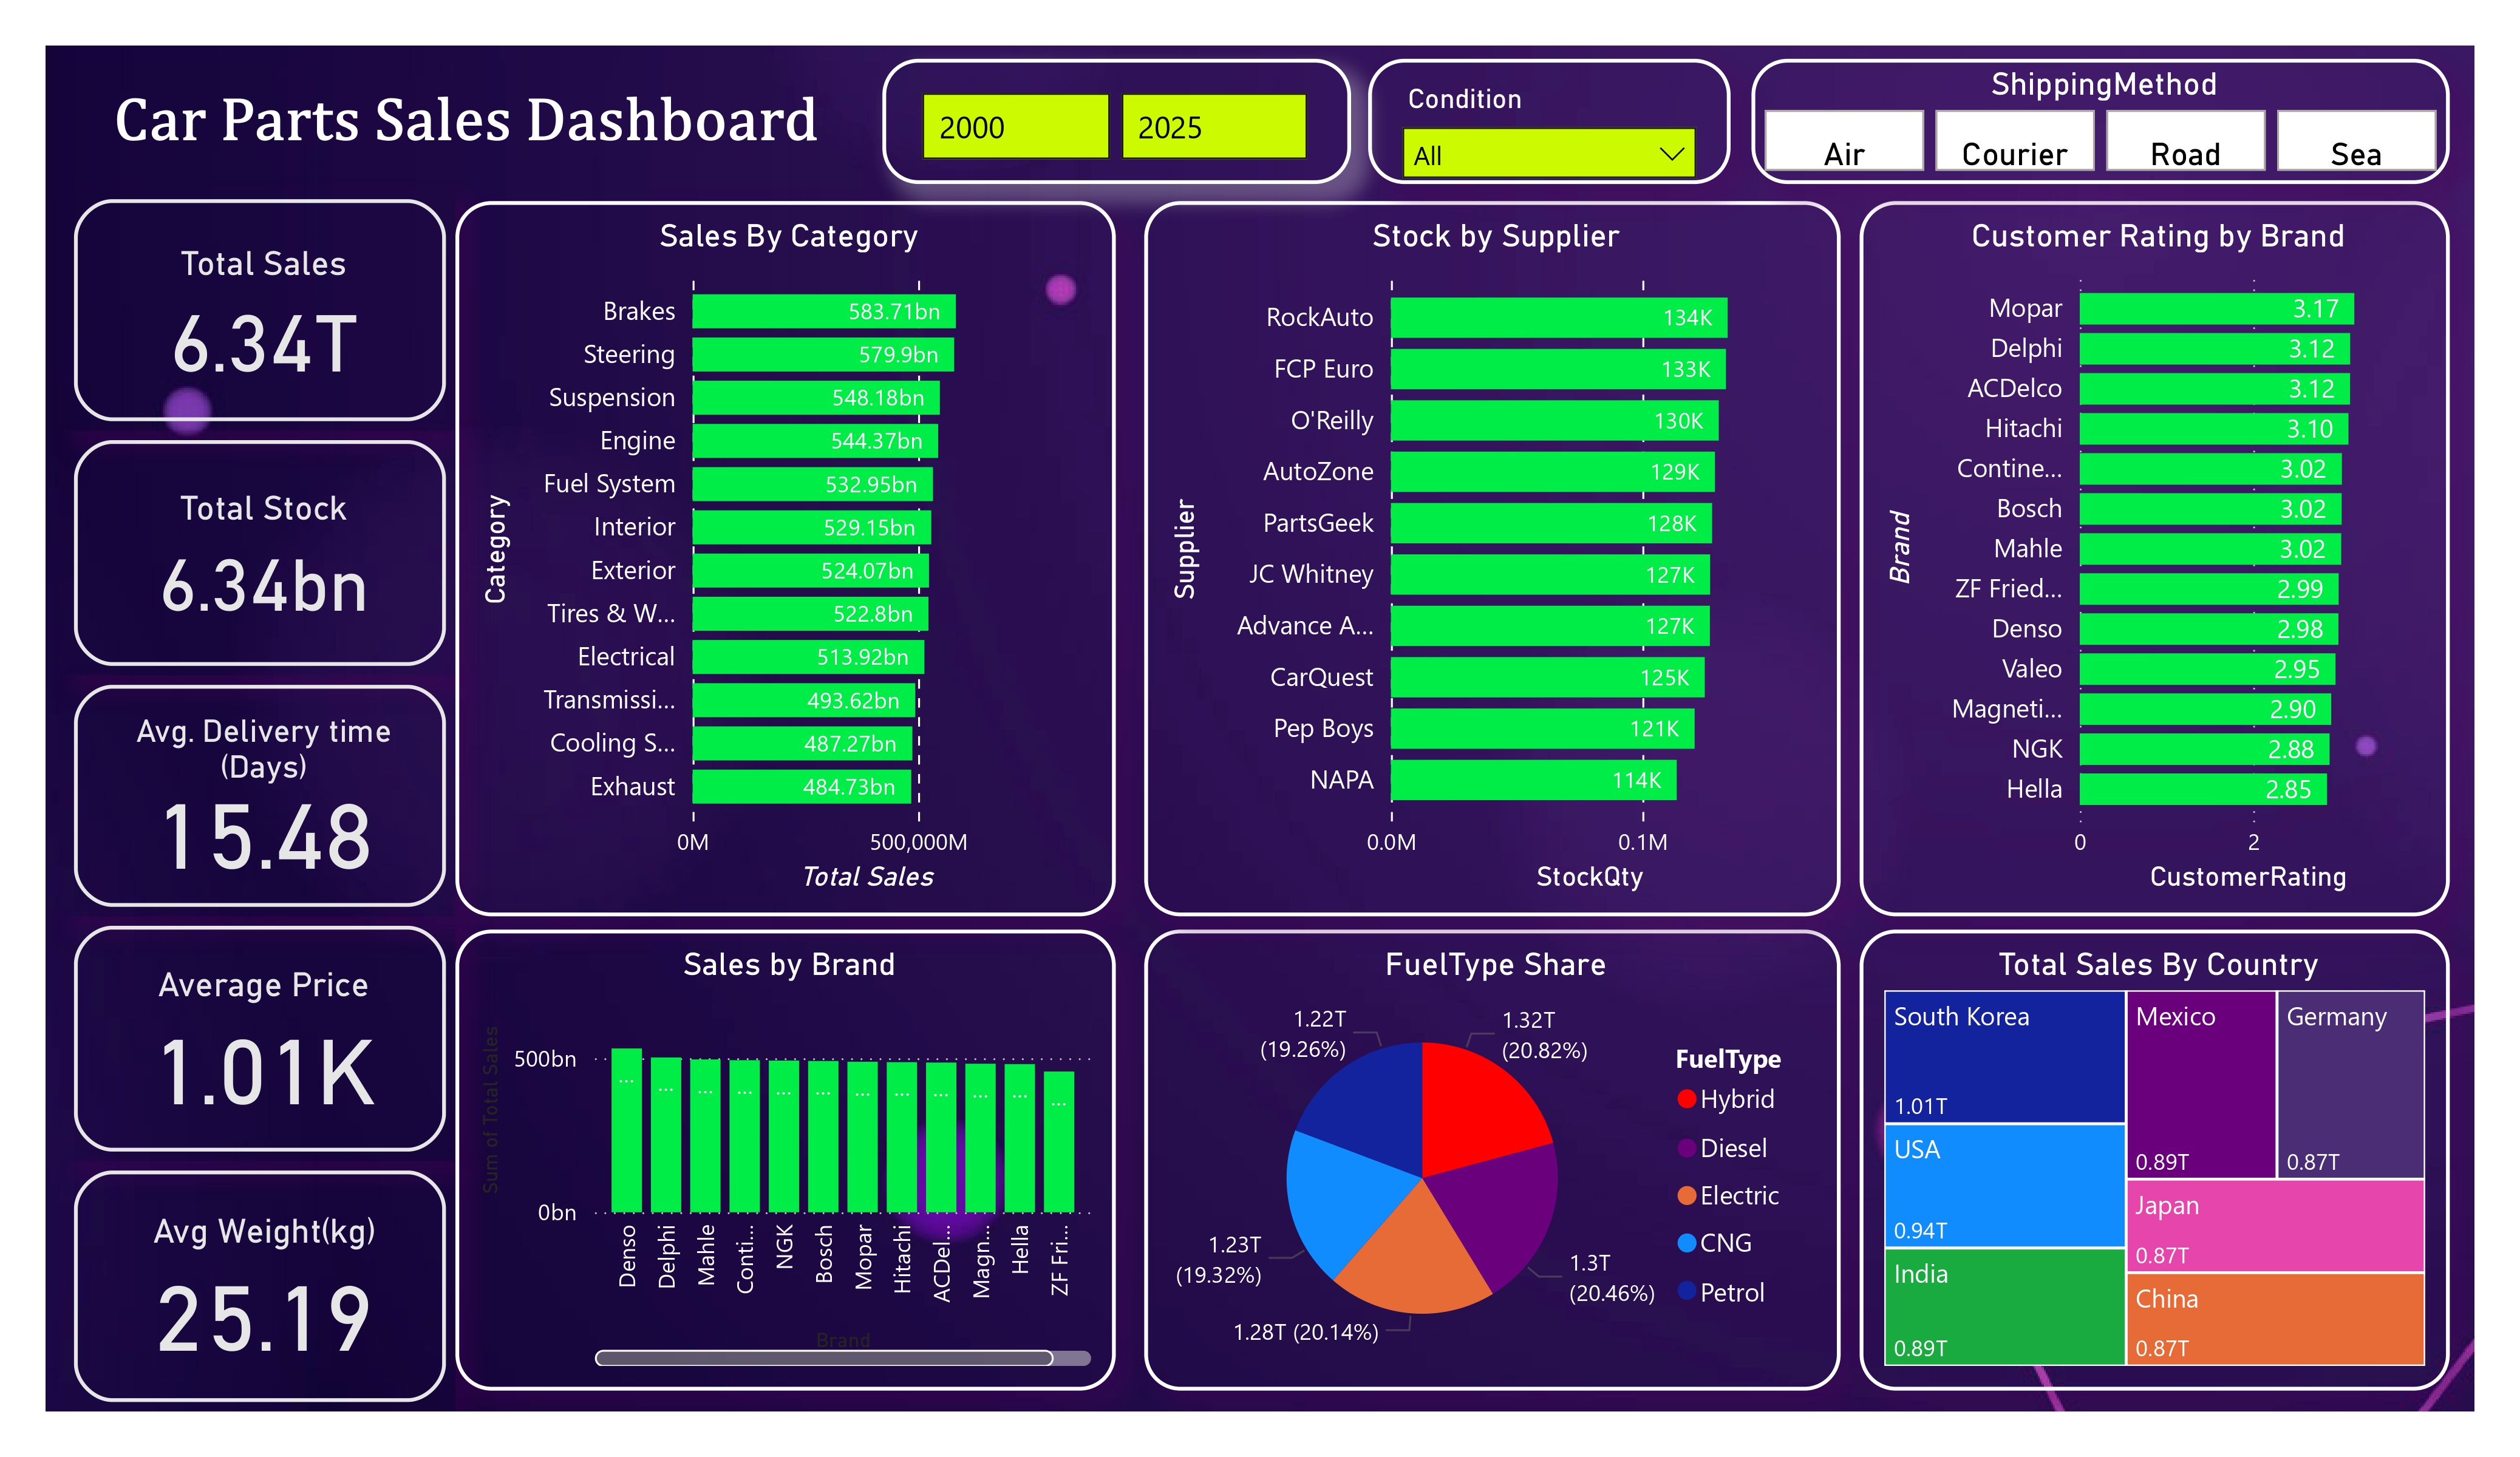 Car Parts Sales Dashboard
2000
2025
Condition
All
ShippingMethod
Air
Courier
Road
Sea
Total Sales
6.34T
Total Stock
6.34bn
Avg. Delivery time
(Days)
15.48
Average Price
1.01K
Avg Weight(kg)
25.19
Sales By Category
Category
Brakes 583.71bn
Steering 579.9bn
Suspension 548.18bn
Engine 544.37bn
Fuel System 532.95bn
Interior 529.15bn
Exterior 524.07bn
Tires & W... 522.8bn
Electrical 513.92bn
Transmissi... 493.62bn
Cooling S... 487.27bn
Exhaust 484.73bn
0M 500,000M
Total Sales
Stock by Supplier
Supplier
RockAuto 134K
FCP Euro 133K
O'Reilly 130K
AutoZone 129K
PartsGeek 128K
JC Whitney 127K
Advance A... 127K
CarQuest 125K
Pep Boys 121K
NAPA 114K
0.0M 0.1M
StockQty
Customer Rating by Brand
Brand
Mopar 3.17
Delphi 3.12
ACDelco 3.12
Hitachi 3.10
Contine... 3.02
Bosch 3.02
Mahle 3.02
ZF Fried... 2.99
Denso 2.98
Valeo 2.95
Magneti... 2.90
NGK 2.88
Hella 2.85
0 2
CustomerRating
Sales by Brand
Sum of Total Sales
500bn
... ... ... ... ... ... ... ... ... ... ... ...
0bn
Denso
Delphi
Mahle
Conti...
NGK
Bosch
Mopar
Hitachi
ACDel...
Magn...
Hella
ZF Fri...
Brand
FuelType Share
1.22T
(19.26%)
1.32T
(20.82%)
1.23T
(19.32%)
1.3T
(20.46%)
1.28T (20.14%)
FuelType
Hybrid
Diesel
Electric
CNG
Petrol
Total Sales By Country
South Korea
1.01T
USA
0.94T
India
0.89T
Mexico
0.89T
Germany
0.87T
Japan
0.87T
China
0.87T